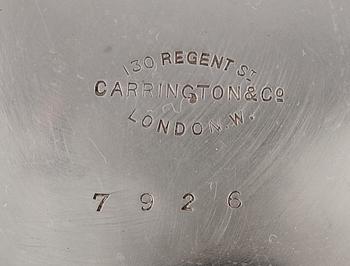 130 REGENT ST
CARRINGTON & CO
LONDON. W.
7926